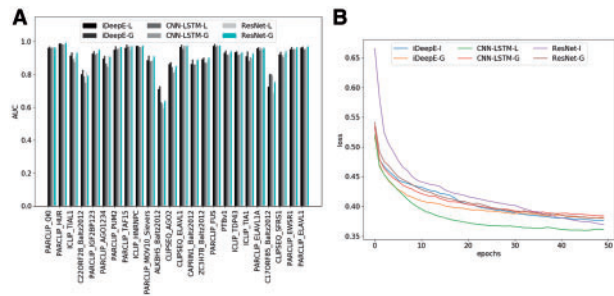 A
iDeepE-L
CNN-LSTM-L
ResNet-L
iDeepE-G
CNN-LSTM-G
ResNet-G
1.0
0.8
0.6
0.4
0.2
0.0
AUC
PARCLIP_QKI
PARCLIP_HUR
ICLIP_TIAL1
C22ORF28_Baltz2012
PARCLIP_IGF2BP123
PARCLIP_AGO1234
PARCLIP_PUM2
PARCLIP_TAF15
ICLIP_HNRNPC
PARCLIP_MOV10_Sievers
ALKBH5_Baltz2012
CLIPSEQ_AGO2
CLIPSEQ_ELAVL1
CAPRIN1_Baltz2012
ZC3H7B_Baltz2012
PARCLIP_FUS
PTBv1
ICLIP_TDP43
ICLIP_TIA1
PARCLIP_ELAVL1A
C17ORF85_Baltz2012
CLIPSEQ_SFRS1
PARCLIP_EWSR1
PARCLIP_ELAVL1
B
iDeepE-I
CNN-LSTM-L
ResNet-I
iDeepE-G
CNN-LSTM-G
ResNet-G
0.65
0.60
0.55
0.50
0.45
0.40
0.35
loss
0
10
20
30
40
50
epochs